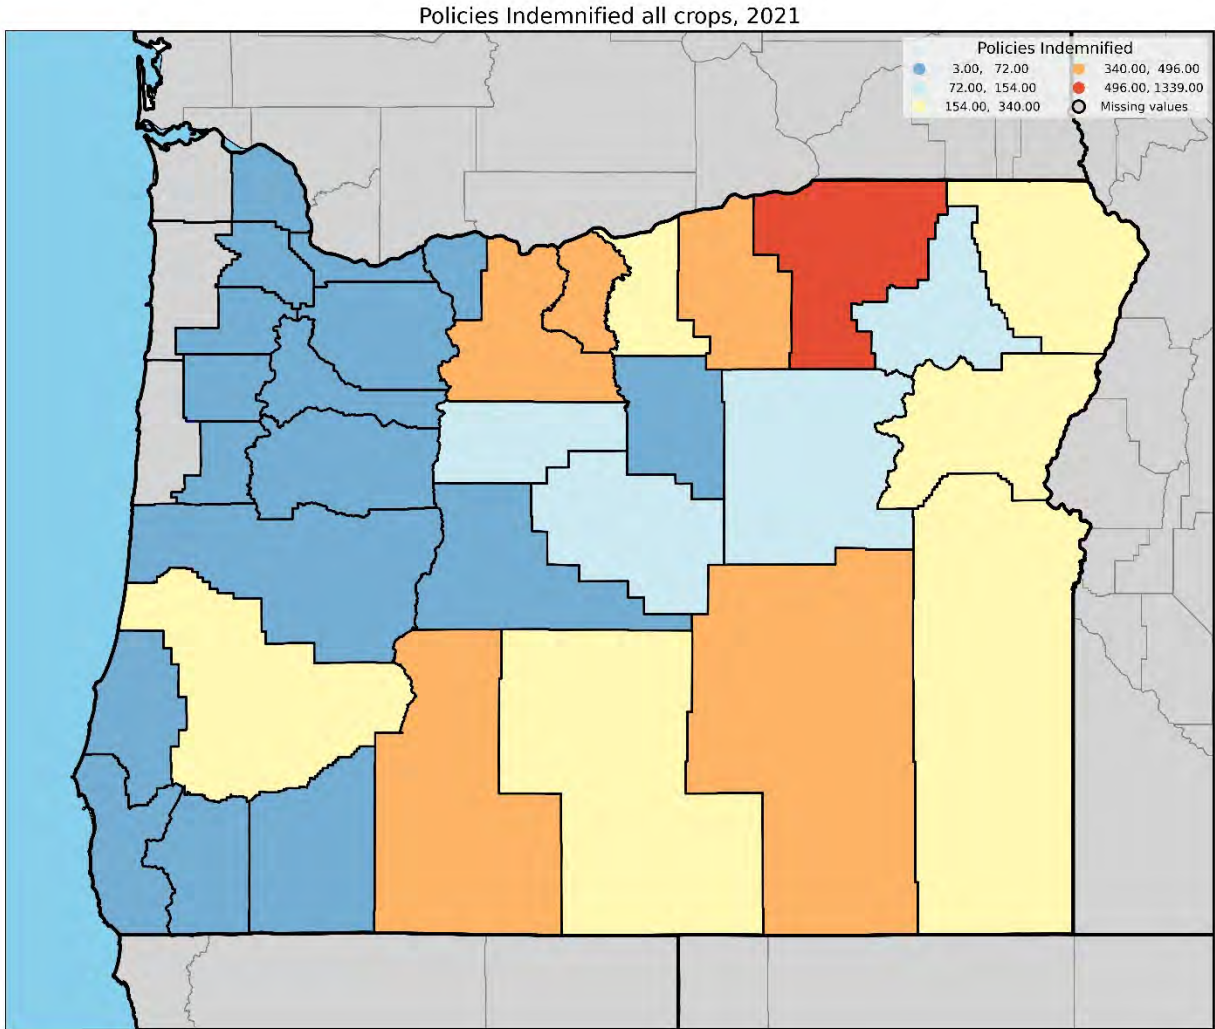 Policies Indemnified all crops, 2021
Policies Indemnified
3.00, 72.00
72.00, 154.00
154.00, 340.00
340.00, 496.00
496.00, 1339.00
Missing values